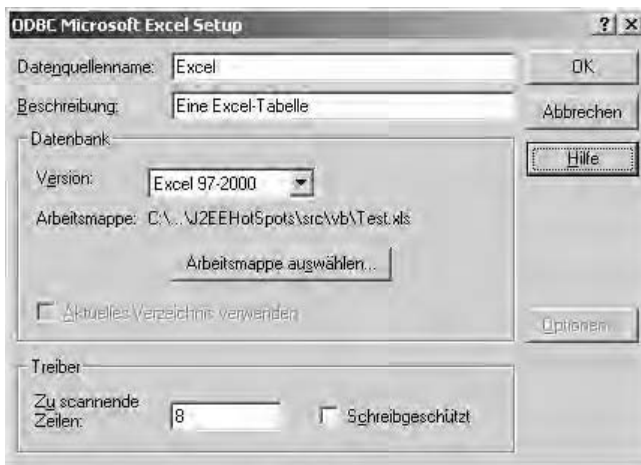 ODBC Microsoft Excel Setup
Datenquellenname: Excel
OK
Beschreibung: Eine Excel-Tabelle
Abbrechen
Datenbank
Hilfe
Version: Excel 97-2000
Arbeitsmappe: C:\...\J2EEHotSpots\src\vb\Test.xls
Arbeitsmappe auswählen...
Aktuelles Verzeichnis verwenden
Optionen
Treiber
Zu scannende
Zeilen: 8
Schreibgeschützt